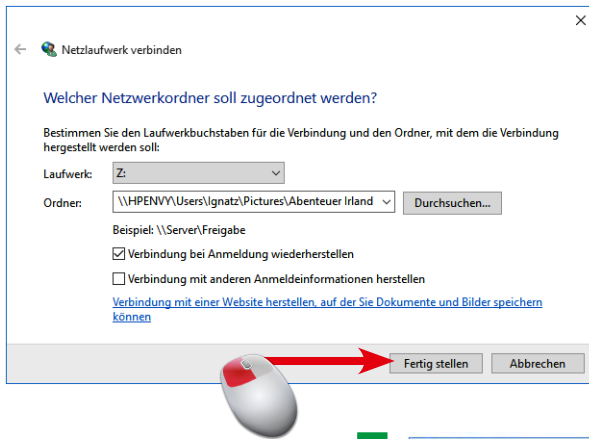 Netzlaufwerk verbinden
Welcher Netzwerkordner soll zugeordnet werden?
Bestimmen Sie den Laufwerkbuchstaben für die Verbindung und den Ordner, mit dem die Verbindung
hergestellt werden soll:
Laufwerk: Z:
Ordner: \\HPENVY\Users\Ignatz\Pictures\Abenteuer Irland Durchsuchen...
Beispiel: \\Server\Freigabe
Verbindung bei Anmeldung wiederherstellen
Verbindung mit anderen Anmeldeinformationen herstellen
Verbindung mit einer Website herstellen, auf der Sie Dokumente und Bilder speichern
können
Fertig stellen Abbrechen